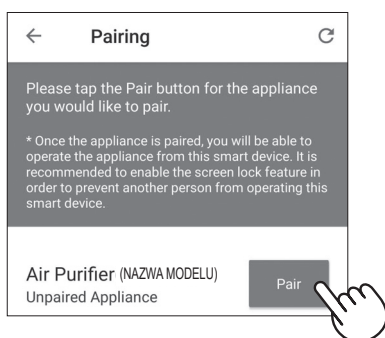 Pairing
Please tap the Pair button for the appliance
you would like to pair.
* Once the appliance is paired, you will be able to
operate the appliance from this smart device. It is
recommended to enable the screen lock feature in
order to prevent another person from operating this
smart device.
Air Purifier (NAZWA MODELU)
Unpaired Appliance
Pair